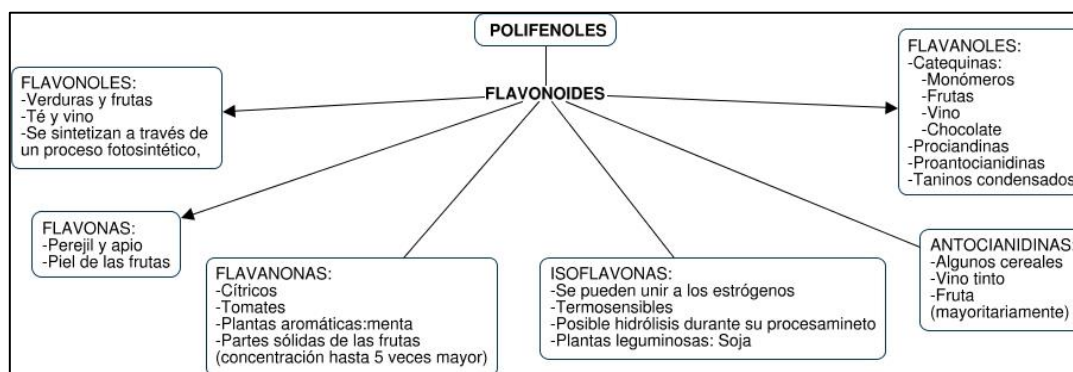 POLIFENOLES
FLAVONOIDES
FLAVONOLES:
-Verduras y frutas
-Té y vino
-Se sintetizan a través de
un proceso fotosintético,
FLAVANOLES:
-Catequinas:
-Monómeros
-Frutas
-Vino
-Chocolate
-Prociandinas
-Proantocianidinas
-Taninos condensados
FLAVONAS:
-Perejil y apio
-Piel de las frutas
FLAVANONAS:
-Cítricos
-Tomates
-Plantas aromáticas:menta
-Partes sólidas de las frutas
(concentración hasta 5 veces mayor)
ISOFLAVONAS:
-Se pueden unir a los estrógenos
-Termosensibles
-Posible hidrólisis durante su procesamineto
-Plantas leguminosas: Soja
ANTOCIANIDINAS:
-Algunos cereales
-Vino tinto
-Fruta
(mayoritariamente)